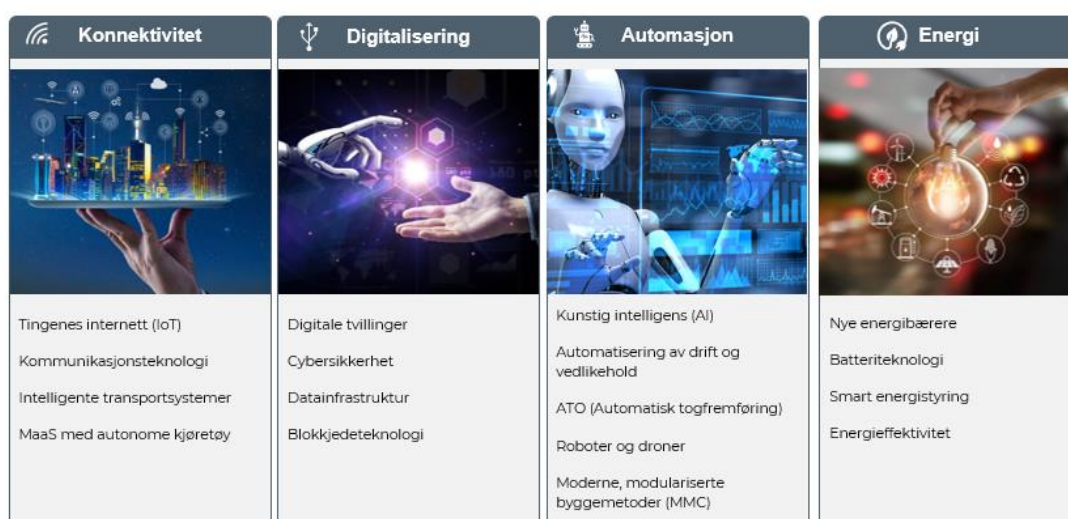 Konnektivitet
Tingenes internett (IoT)
Kommunikasjonsteknologi
Intelligente transportsystemer
MaaS med autonome kjøretøy
Digitalisering
Digitale tvillinger
Cybersikkerhet
Datainfrastruktur
Blokkjedeteknologi
Automasjon
Kunstig intelligens (AI)
Automatisering av drift og
vedlikehold
ATO (Automatisk togfremføring)
Roboter og droner
Moderne, modulariserte
byggemetoder (MMC)
Energi
Nye energibærere
Batteriteknologi
Smart energistyring
Energieffektivitet